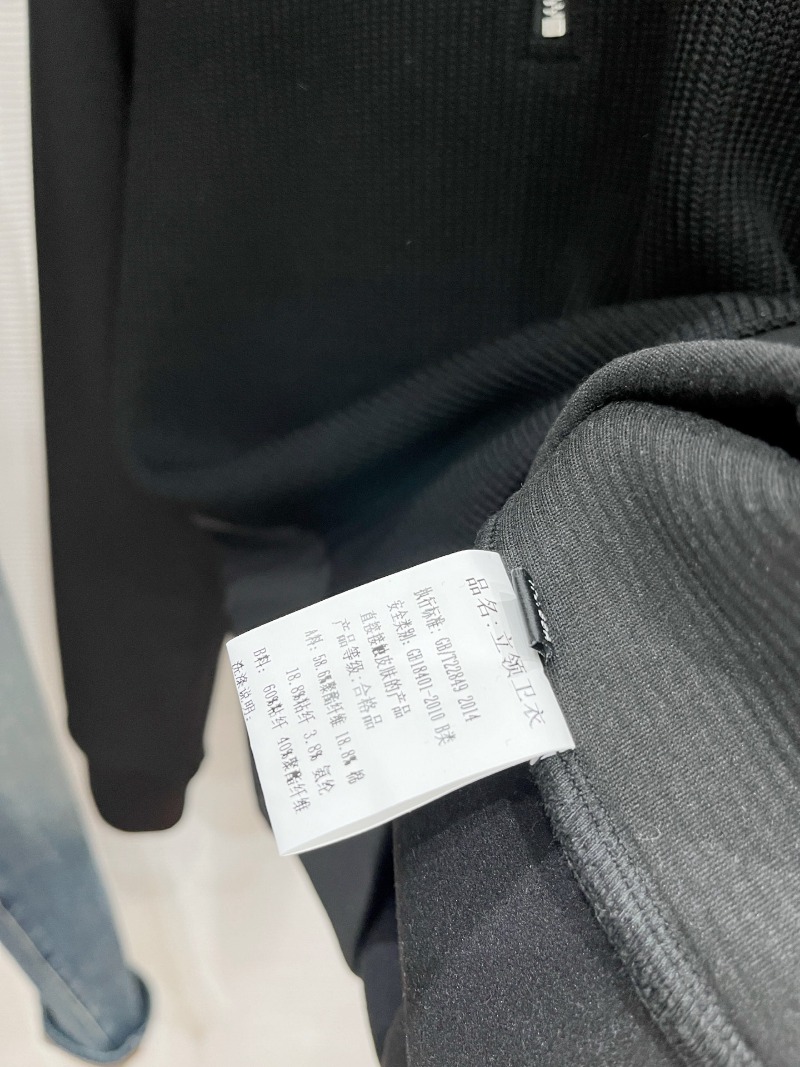 品名:立领卫衣
执行标准: GB/T22849-2014
安全类别: GB18401-2010 B类
直接接触皮肤的产品
产品等级:合格品
A料: 58.6%聚酯纤维 18.8% 棉
18.8%粘纤 3.8% 氨纶
B料: 60%粘纤 40%聚酯纤维
洗涤说明: